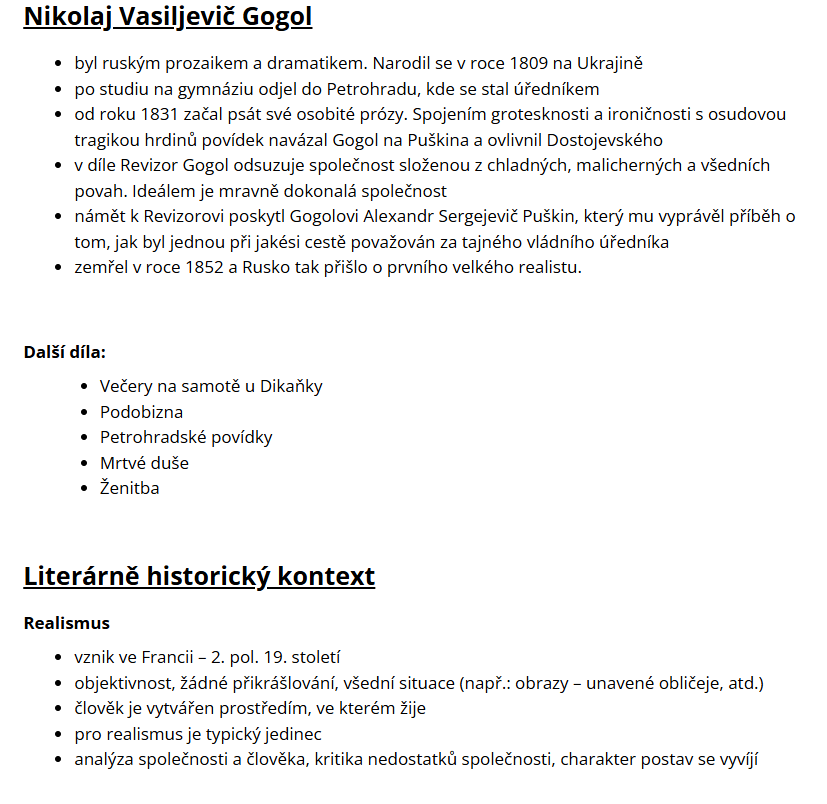 Nikolaj Vasiljevič Gogol
• byl ruským prozaikem a dramatikem. Narodil se v roce 1809 na Ukrajině
• po studiu na gymnáziu odjel do Petrohradu, kde se stal úředníkem
• od roku 1831 začal psát své osobité prózy. Spojením grotesknosti a ironičnosti s osudovou
tragikou hrdinů povídek navázal Gogol na Puškina a ovlivnil Dostojevského
• v díle Revizor Gogol odsuzuje společnost složenou z chladných, malicherných a všedních
povah. Ideálem je mravně dokonalá společnost
• námět k Revizorovi poskytl Gogolovi Alexandr Sergejevič Puškin, který mu vyprávěl příběh o
tom, jak byl jednou při jakési cestě považován za tajného vládního úředníka
• zemřel v roce 1852 a Rusko tak přišlo o prvního velkého realistu.
Další díla:
• Večery na samotě u Dikaňky
• Podobizna
• Petrohradské povídky
• Mrtvé duše
• Ženitba
Literárně historický kontext
Realismus
• vznik ve Francii – 2. pol. 19. století
• objektivnost, žádné přikrášlování, všední situace (např.: obrazy – unavené obličeje, atd.)
• člověk je vytvářen prostředím, ve kterém žije
• pro realismus je typický jedinec
• analýza společnosti a člověka, kritika nedostatků společnosti, charakter postav se vyvíjí